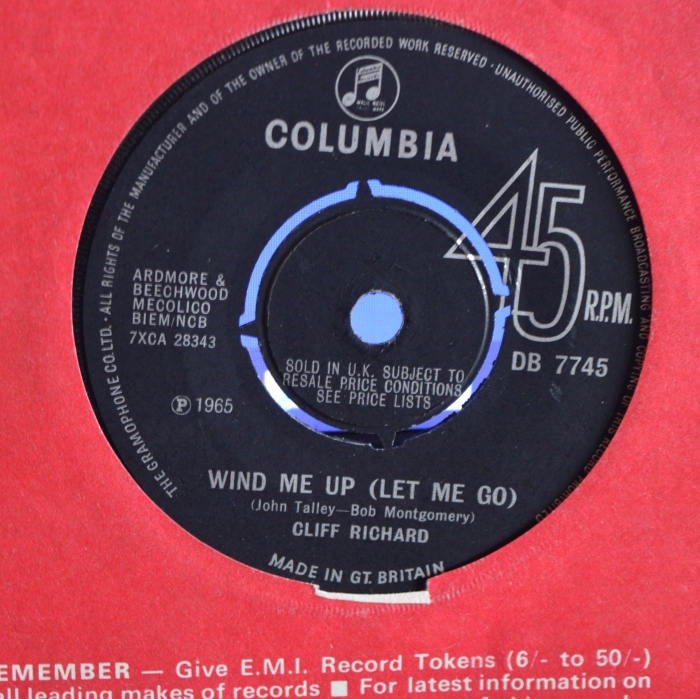 THE GRAMOPHONE CO. LTD. · ALL RIGHTS OF THE MANUFACTURER AND OF THE OWNER OF THE RECORDED WORK RESERVED · UNAUTHORISED PUBLIC PERFORMANCE BROADCASTING AND COPYING OF THIS RECORD PROHIBITED
COLUMBIA
45
R.P.M.
ARDMORE &
BEECHWOOD
MECOLICO
BIEM/NCB
7XCA 28343
DB 7745
SOLD IN U.K. SUBJECT TO
RESALE PRICE CONDITIONS
SEE PRICE LISTS
Ⓟ 1965
WIND ME UP (LET ME GO)
(John Talley—Bob Montgomery)
CLIFF RICHARD
MADE IN GT. BRITAIN
EMEMBER — Give E.M.I. Record Tokens (6/- to 50/-)
all leading makes of records ■ For latest information on